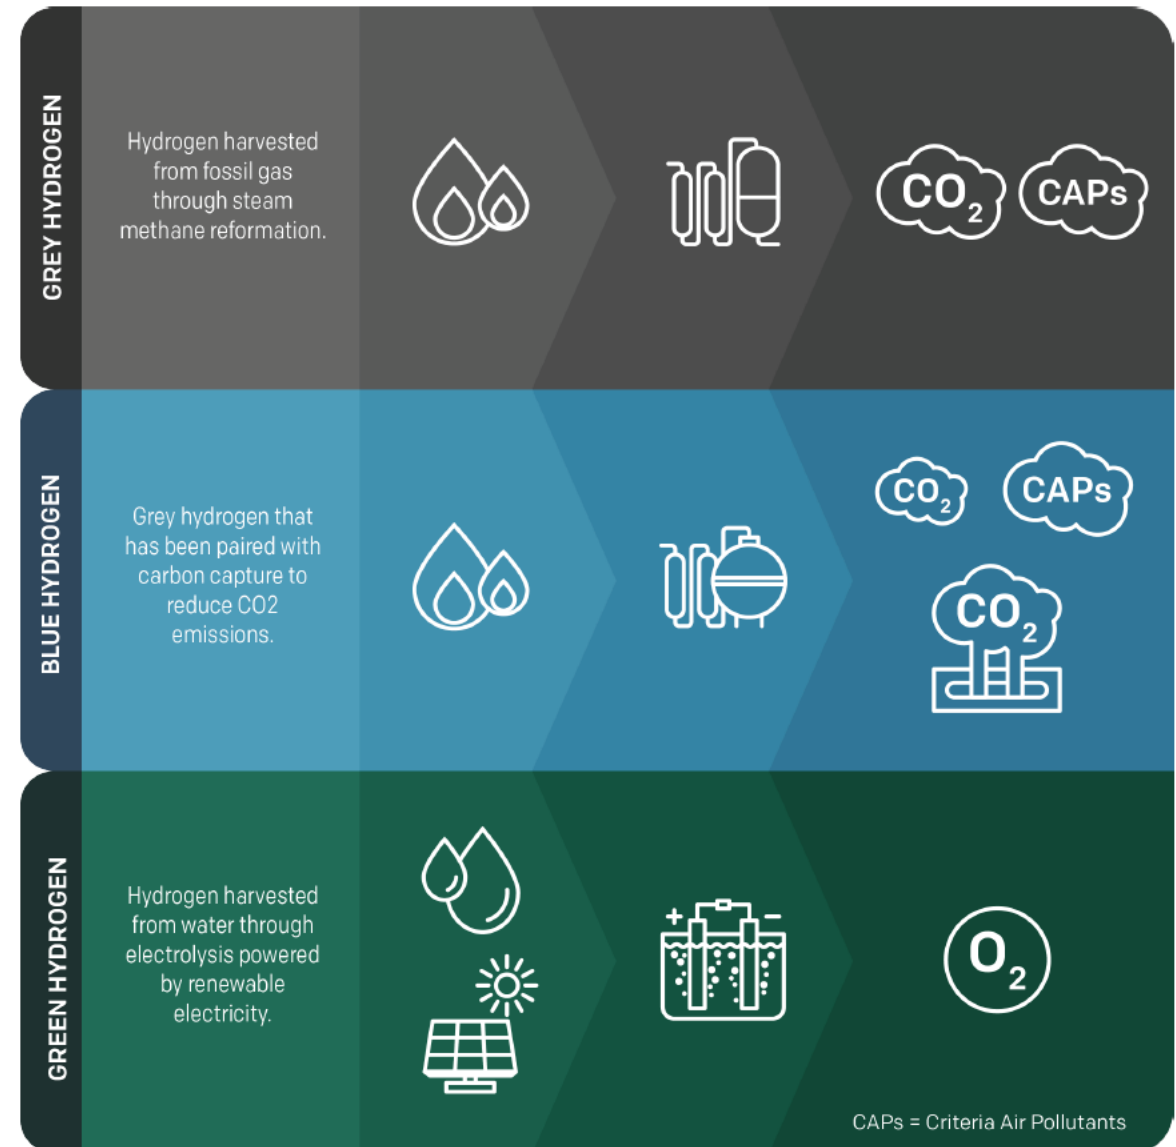 GREY HYDROGEN
Hydrogen harvested
from fossil gas
through steam
methane reformation.
CO₂
CAPs
BLUE HYDROGEN
Grey hydrogen that
has been paired with
carbon capture to
reduce CO2
emissions.
CO₂
CAPs
CO₂
GREEN HYDROGEN
Hydrogen harvested
from water through
electrolysis powered
by renewable
electricity.
+ −
O₂
CAPs = Criteria Air Pollutants